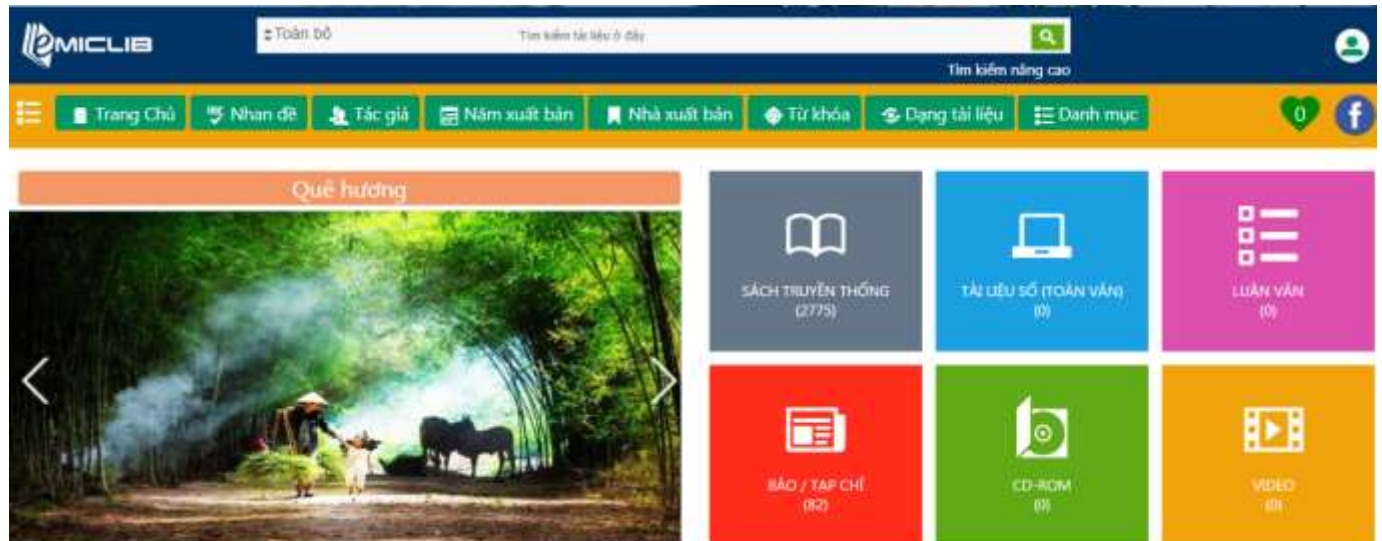 EMICLIB
Toàn bộ
Tìm kiếm tài liệu ở đây
Tìm kiếm nâng cao
Trang Chủ Nhan đề Tác giả Năm xuất bản Nhà xuất bản Từ khóa Dạng tài liệu Danh mục 0 f
Quê hương
SÁCH TRUYỀN THỐNG
(2775)
TÀI LIỆU SỐ (TOÀN VĂN)
(0)
LUẬN VĂN
(0)
BÁO / TẠP CHÍ
(82)
CD-ROM
(0)
VIDEO
(0)